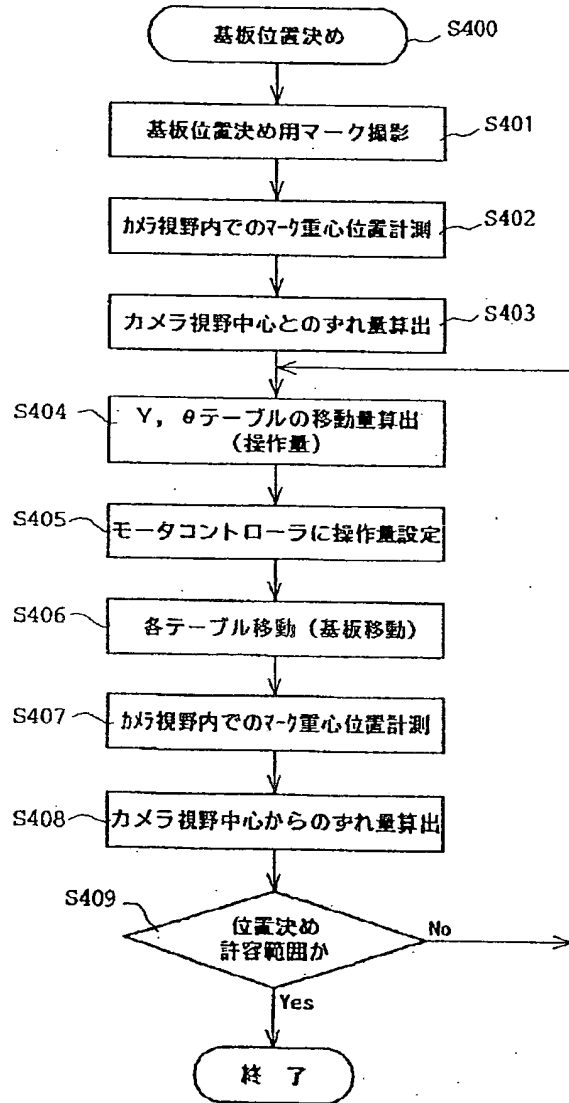 基板位置決め
S400
基板位置決め用マーク撮影
S401
ｶﾒﾗ視野内でのﾏｰｸ重心位置計測
S402
カメラ視野中心とのずれ量算出
S403
S404
Y, θテーブルの移動量算出
(操作量)
S405
モータコントローラに操作量設定
S406
各テーブル移動(基板移動)
S407
ｶﾒﾗ視野内でのﾏｰｸ重心位置計測
S408
カメラ視野中心からのずれ量算出
S409
位置決め
許容範囲か
No
Yes
終 了